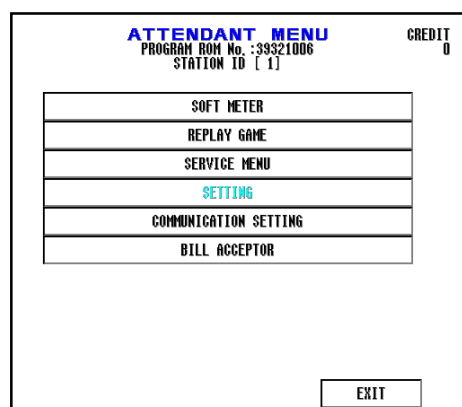 ATTENDANT MENU
CREDIT
PROGRAM ROM No. :39321006
0
STATION ID [ 1]
SOFT METER
REPLAY GAME
SERVICE MENU
SETTING
COMMUNICATION SETTING
BILL ACCEPTOR
EXIT